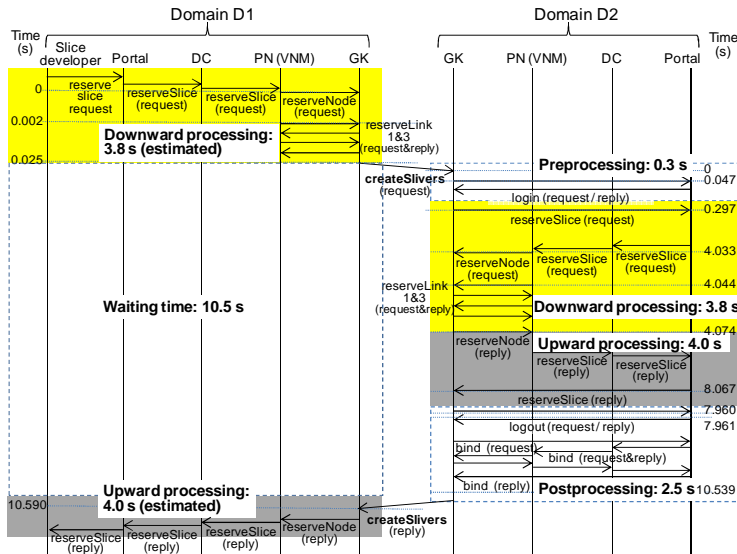 Domain D1
Domain D2
Time
(s)
Slice
developer
Portal
DC
PN (VNM)
GK
GK
PN (VNM)
DC
Portal
Time
(s)
0
reserve
slice
request
reserveSlice
(request)
reserveSlice
(request)
reserveNode
(request)
0.002
Downward processing:
3.8 s (estimated)
reserveLink
1&3
(request&reply)
0.025
createSlivers
(request)
Preprocessing: 0.3 s
0
0.047
login (request / reply)
0.297
reserveSlice (request)
4.033
reserveNode
(request)
reserveSlice
(request)
reserveSlice
(request)
4.044
reserveLink
1&3
(request&reply)
Waiting time: 10.5 s
Downward processing: 3.8 s
4.074
reserveNode
(reply)
Upward processing: 4.0 s
reserveSlice
(reply)
reserveSlice
(reply)
8.067
reserveSlice (reply)
7.960
logout (request / reply)
7.961
bind (request)
bind (request&reply)
bind (reply)
Postprocessing: 2.5 s
10.539
Upward processing:
4.0 s (estimated)
10.590
createSlivers
(reply)
reserveSlice
(reply)
reserveSlice
(reply)
reserveSlice
(reply)
reserveNode
(reply)